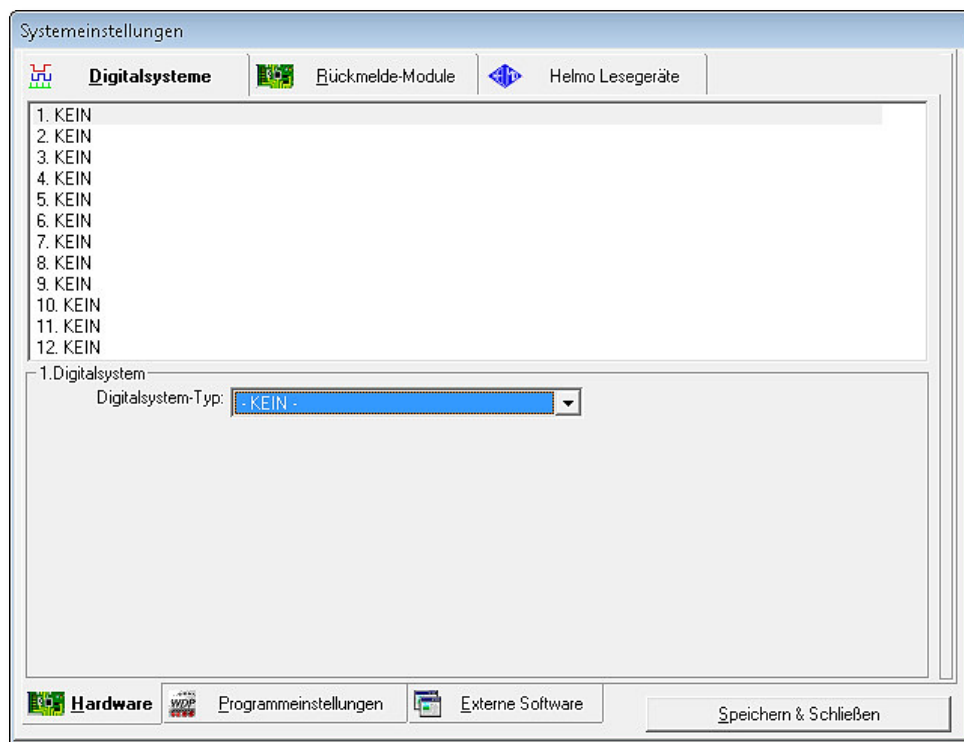 Systemeinstellungen
Digitalsysteme Rückmelde-Module Helmo Lesegeräte
1. KEIN
2. KEIN
3. KEIN
4. KEIN
5. KEIN
6. KEIN
7. KEIN
8. KEIN
9. KEIN
10. KEIN
11. KEIN
12. KEIN
1.Digitalsystem
Digitalsystem-Typ: - KEIN -
Hardware WDP Programmeinstellungen Externe Software Speichern & Schließen